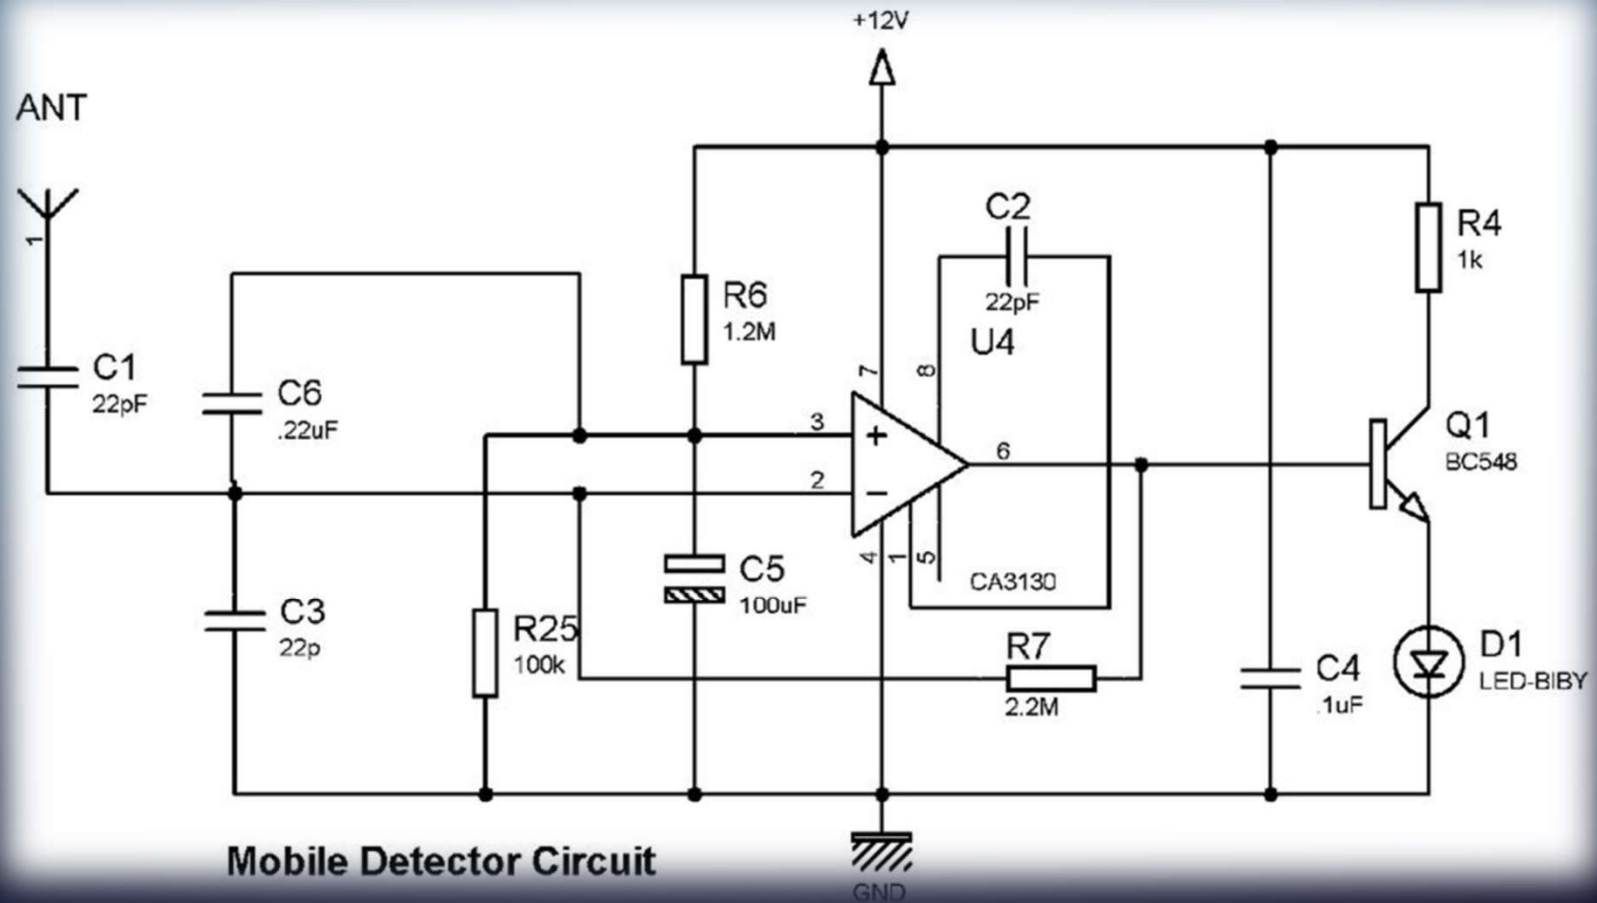 +12V
ANT
1
C1
22pF
C6
.22uF
R6
1.2M
C2
22pF
U4
7
8
3
2
6
4
1
5
CA3130
R4
1k
Q1
BC548
C3
22p
R25
100k
C5
100uF
R7
2.2M
C4
.1uF
D1
LED-BIBY
Mobile Detector Circuit
GND